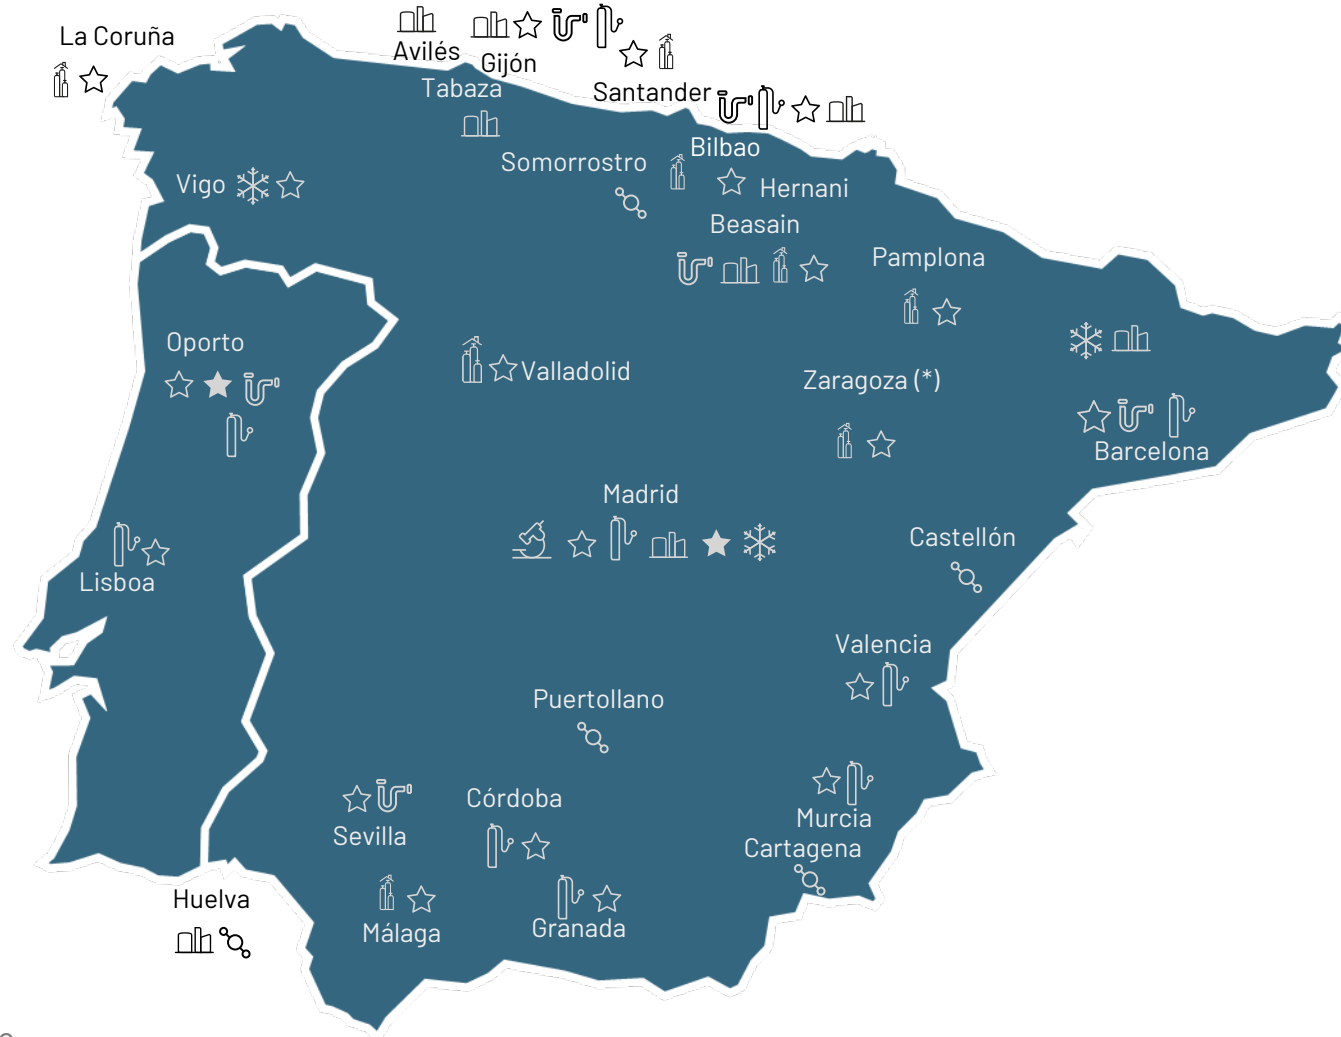 La Coruña
Avilés
Gijón
Tabaza
Santander
Bilbao
Somorrostro
Vigo
Hernani
Beasain
Pamplona
Oporto
Valladolid
Zaragoza (*)
Barcelona
Madrid
Castellón
Lisboa
Valencia
Puertollano
Córdoba
Murcia
Sevilla
Cartagena
Huelva
Málaga
Granada